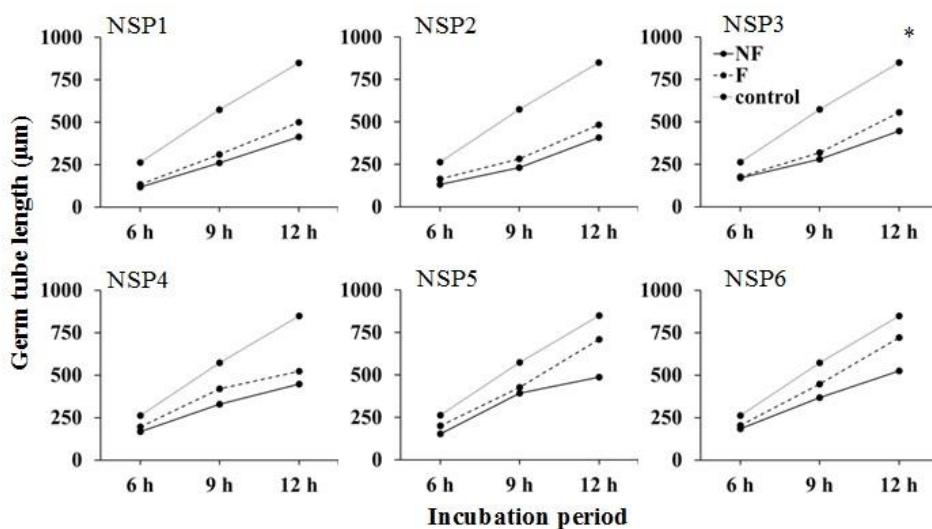 NSP1
NSP2
NSP3
*
1000
750
500
250
0
6 h 9 h 12 h
1000
750
500
250
0
6 h 9 h 12 h
1000
750
500
250
0
NF
F
control
6 h 9 h 12 h
Germ tube length (µm)
NSP4
NSP5
NSP6
1000
750
500
250
0
6 h 9 h 12 h
1000
750
500
250
0
6 h 9 h 12 h
1000
750
500
250
0
6 h 9 h 12 h
Incubation period